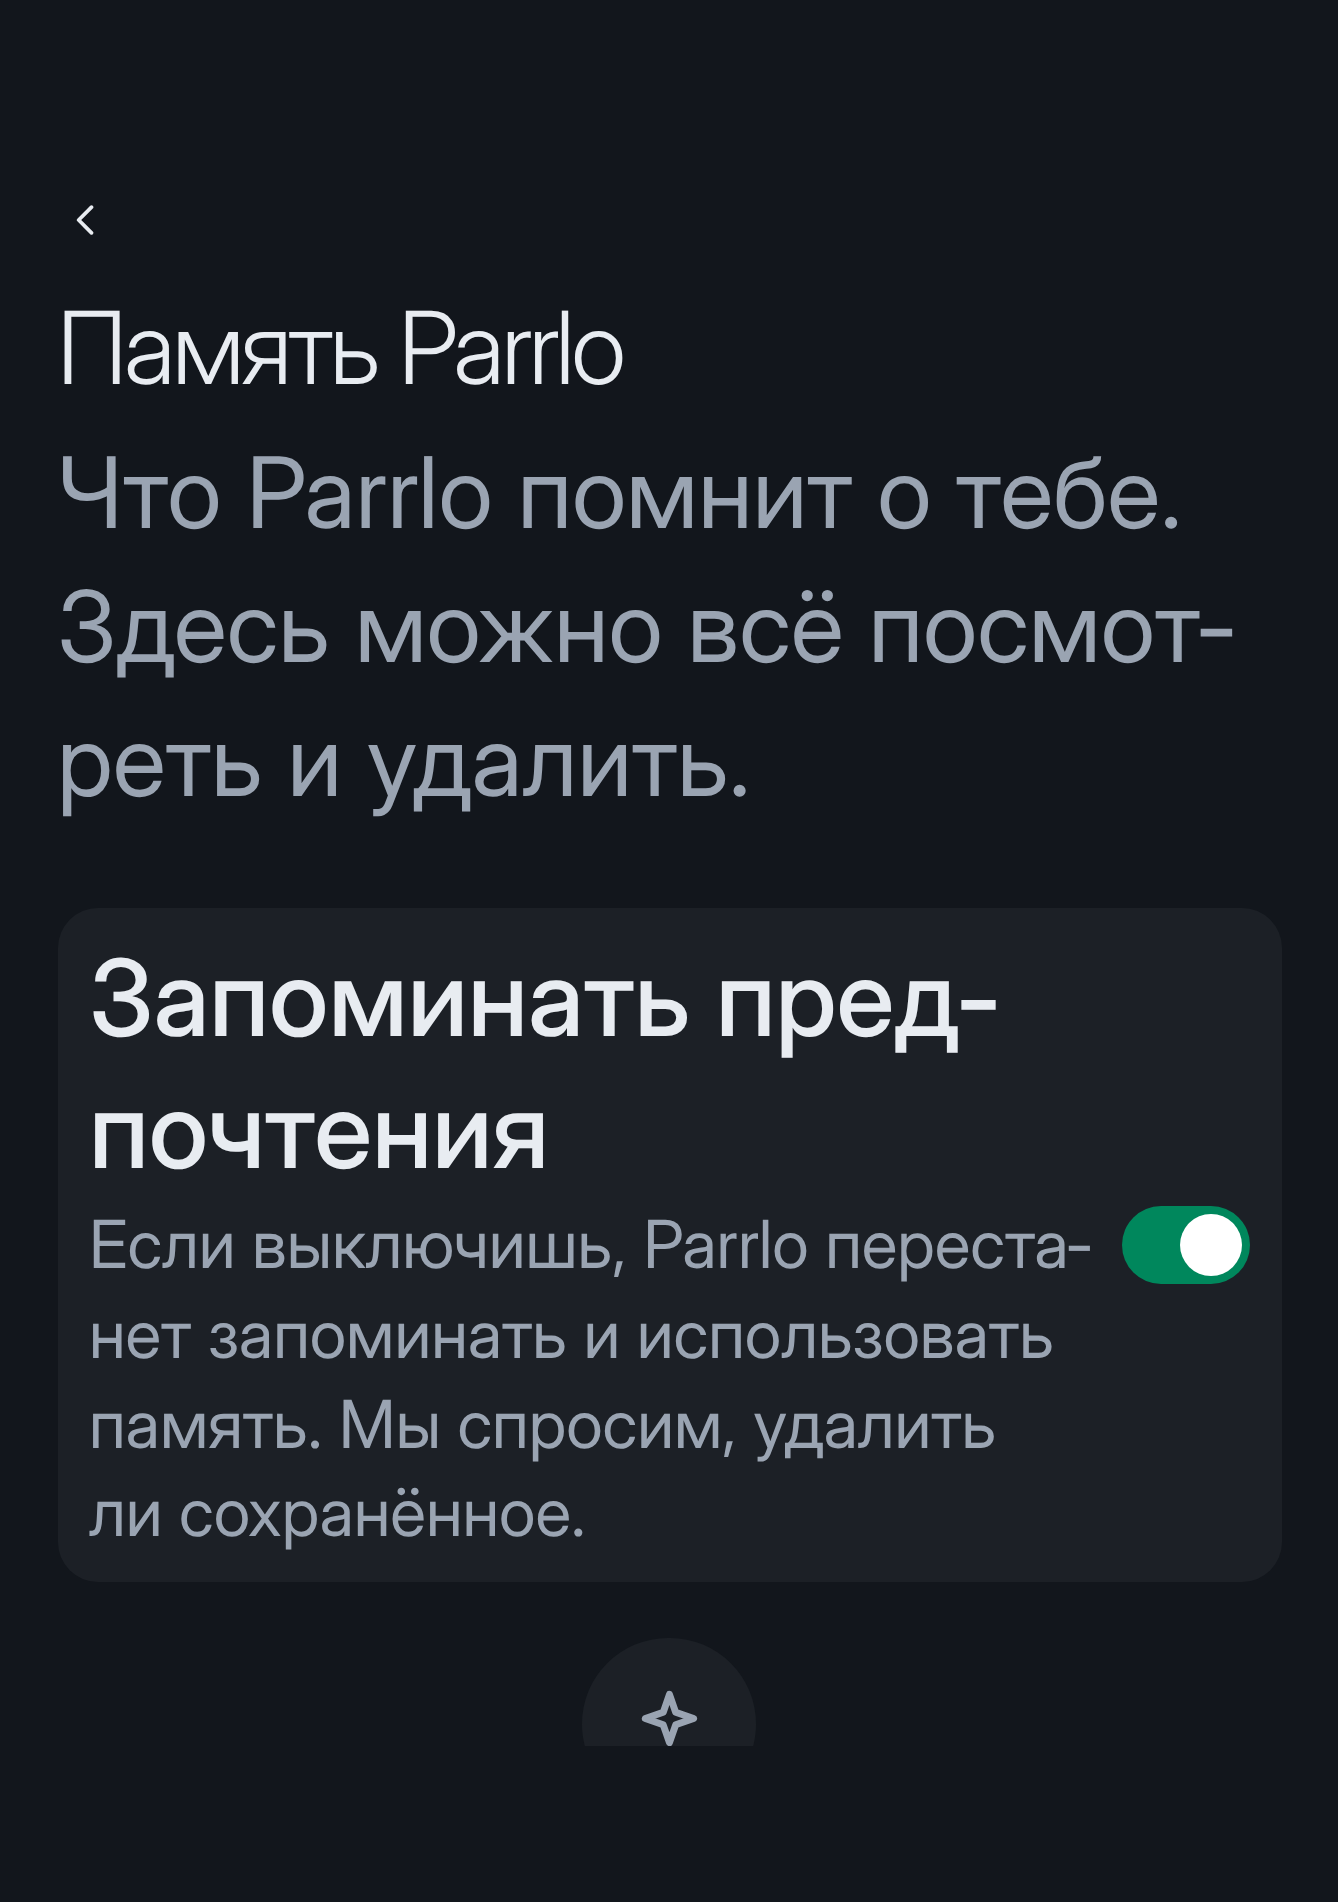 Память Parrlo
Что Parrlo помнит о тебе.
Здесь можно всё посмот-
реть и удалить.
Запоминать пред-
почтения
Если выключишь, Parrlo переста-
нет запоминать и использовать
память. Мы спросим, удалить
ли сохранённое.